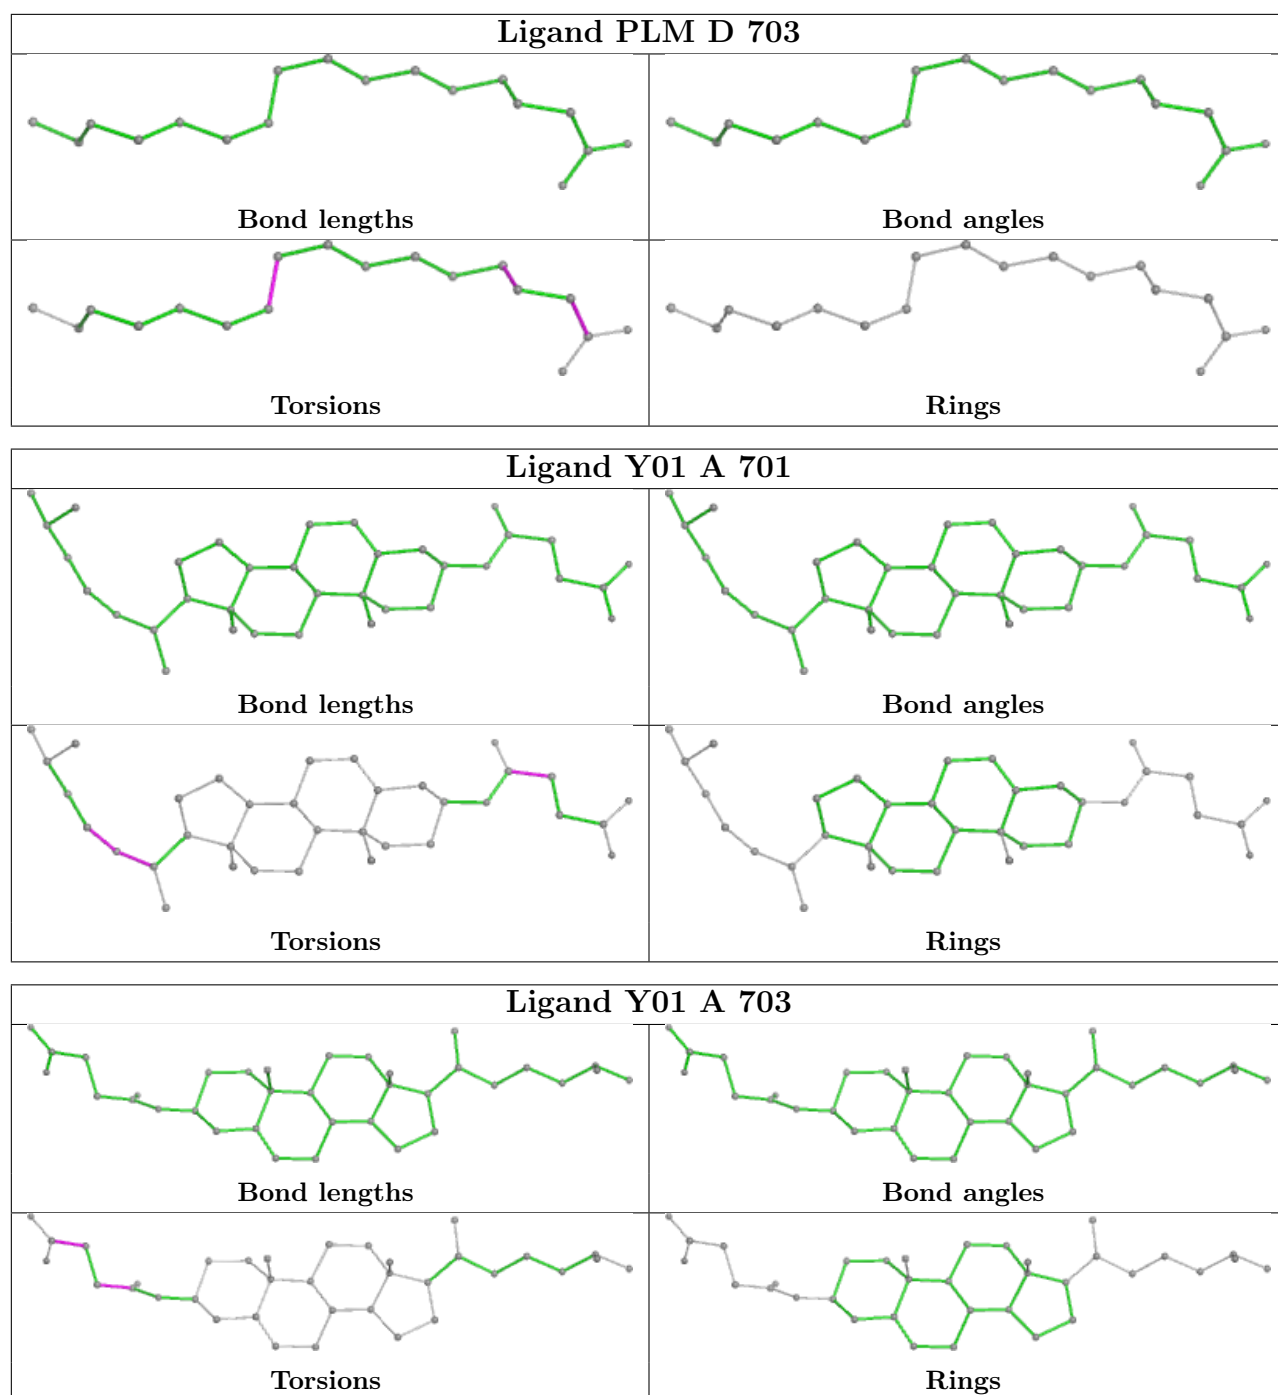 Ligand PLM D 703
Bond lengths
Bond angles
Torsions
Rings
Ligand Y01 A 701
Bond lengths
Bond angles
Torsions
Rings
Ligand Y01 A 703
Bond lengths
Bond angles
Torsions
Rings